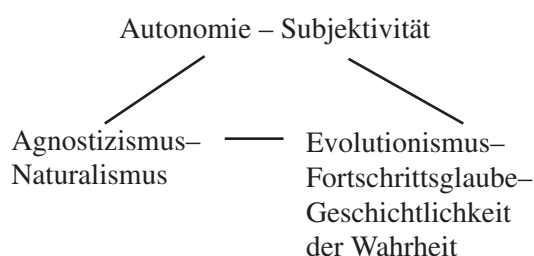 Autonomie – Subjektivität
Agnostizismus–
Naturalismus
Evolutionismus–
Fortschrittsglaube–
Geschichtlichkeit
der Wahrheit